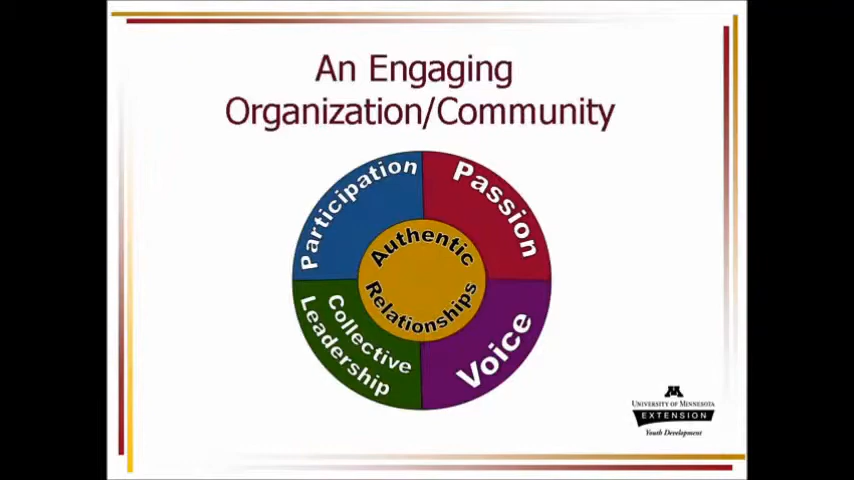 An Engaging
Organization/Community
Participation
Passion
Authentic
Relationships
Collective
Leadership
Voice
UNIVERSITY OF MINNESOTA
EXTENSION
Youth Development